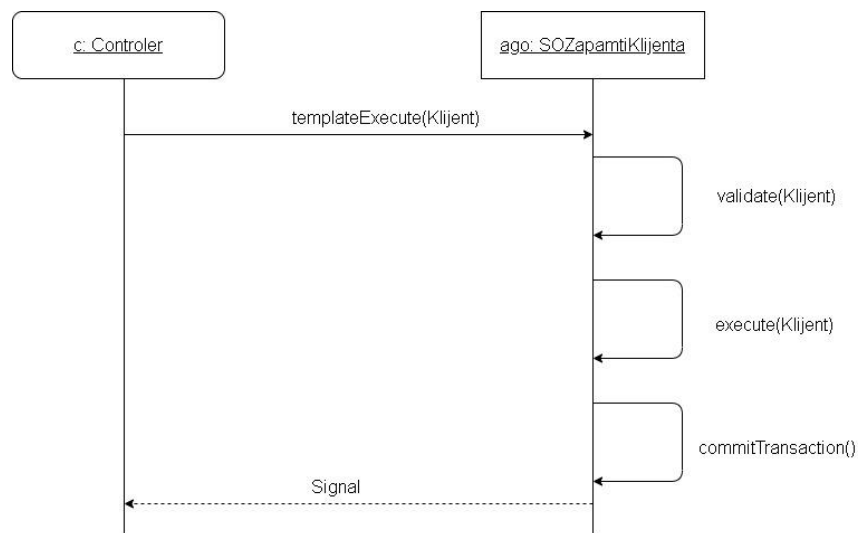 c: Controler
ago: SOZapamtiKlijenta
templateExecute(Klijent)
validate(Klijent)
execute(Klijent)
commitTransaction()
Signal